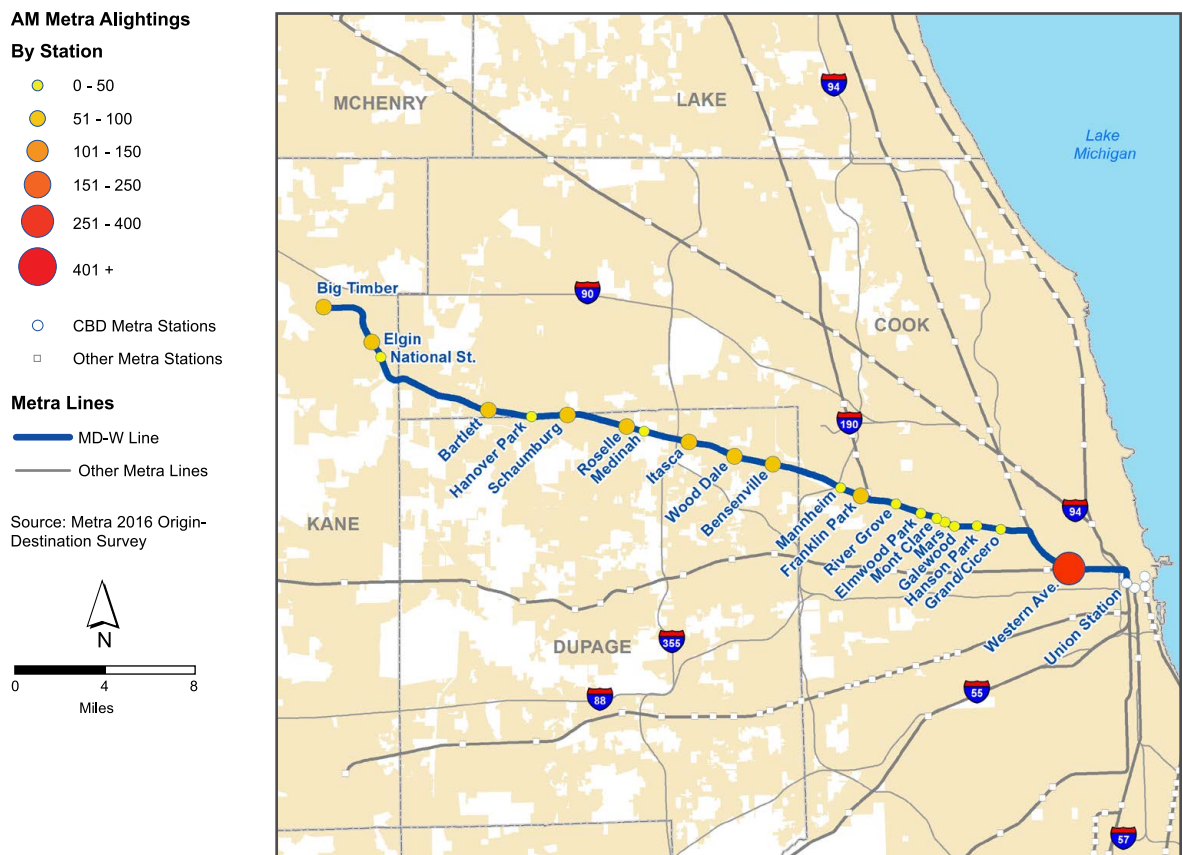 AM Metra Alightings
By Station
0 - 50
51 - 100
101 - 150
151 - 250
251 - 400
401 +
CBD Metra Stations
Other Metra Stations
Metra Lines
MD-W Line
Other Metra Lines
Source: Metra 2016 Origin-
Destination Survey
N
0 4 8
Miles
MCHENRY
LAKE
94
Lake
Michigan
Big Timber
90
COOK
Elgin
National St.
Bartlett
Hanover Park
Schaumburg
Roselle
Medinah
Itasca
Wood Dale
Bensenville
190
Mannheim
Franklin Park
River Grove
Elmwood Park
Mont Clare
Mars
Galewood
Hanson Park
Grand/Cicero
94
KANE
Western Ave.
Union Station
DUPAGE
355
88
55
57